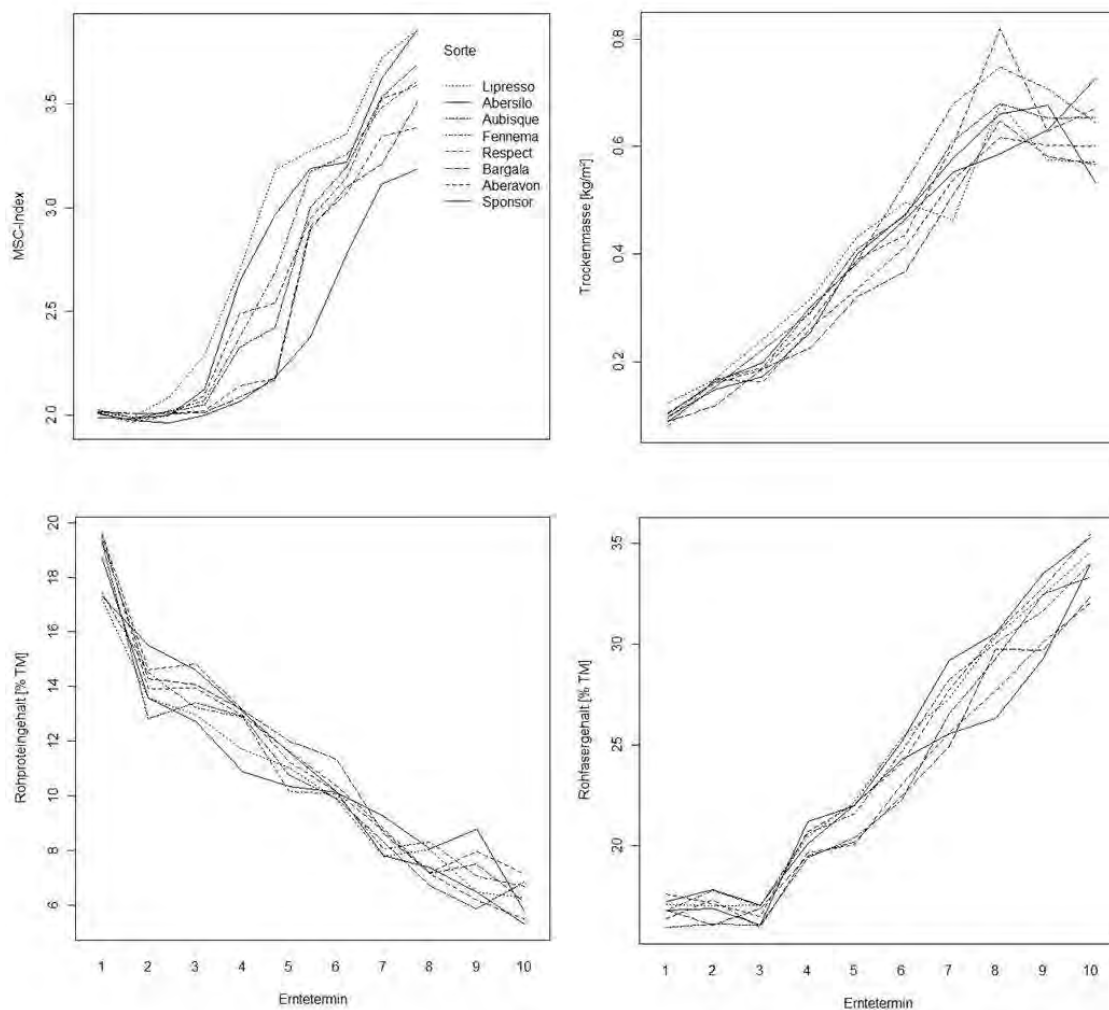 MSC-Index
3.5
3.0
2.5
2.0
Sorte
Lipresso
Abersilo
Aubisque
Fennema
Respect
Bargala
Aberavon
Sponsor
Trockenmasse [kg/m²]
0.8
0.6
0.4
0.2
Rohproteingehalt [% TM]
20
18
16
14
12
10
8
6
1 2 3 4 5 6 7 8 9 10
Erntetermin
Rohfasergehalt [% TM]
35
30
25
20
1 2 3 4 5 6 7 8 9 10
Erntetermin